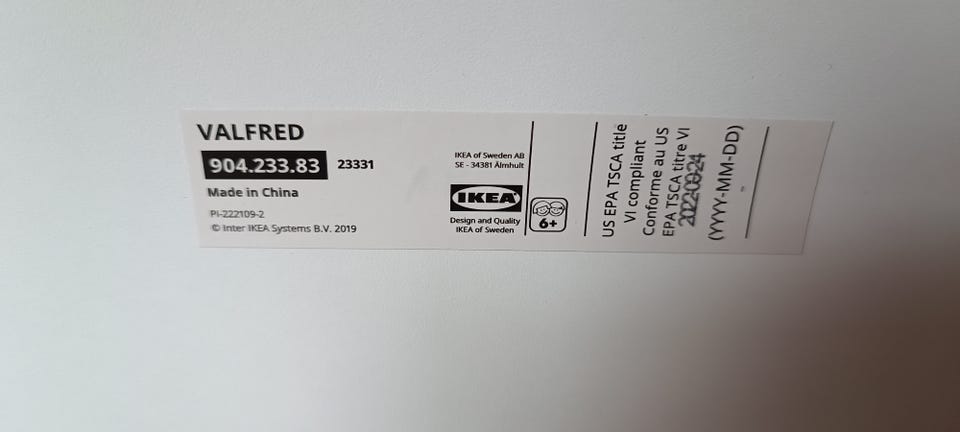 VALFRED
904.233.83 23331
Made in China
PI-222109-2
© Inter IKEA Systems B.V. 2019
IKEA of Sweden AB
SE - 34381 Älmhult
IKEA
Design and Quality
IKEA of Sweden
6+
US EPA TSCA title
VI compliant
Conforme au US
EPA TSCA titre VI
(YYYY-MM-DD)